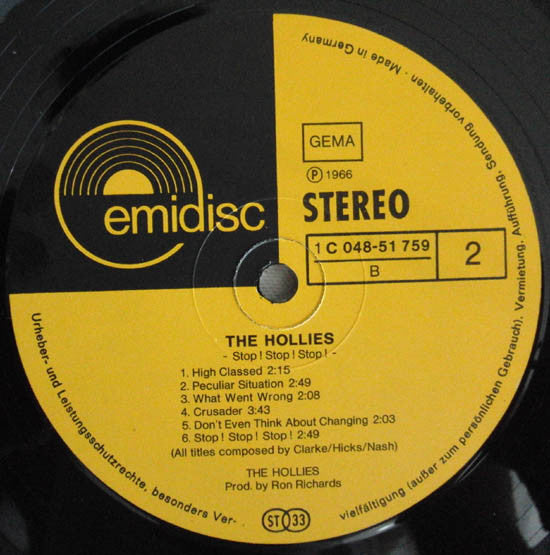 emidisc
GEMA
℗ 1966
STEREO
1 C 048-51 759
B
2
THE HOLLIES
- Stop! Stop! Stop! -
1. High Classed 2:15
2. Peculiar Situation 2:49
3. What Went Wrong 2:08
4. Crusader 3:43
5. Don't Even Think About Changing 2:03
6. Stop! Stop! Stop! 2:49
(All titles composed by Clarke/Hicks/Nash)
THE HOLLIES
Prod. by Ron Richards
ST 33
Urheber- und Leistungsschutzrechte, besonders Ver-
vielfältigung (außer zum persönlichen Gebrauch), Vermietung, Aufführung, Sendung vorbehalten · Made in Germany